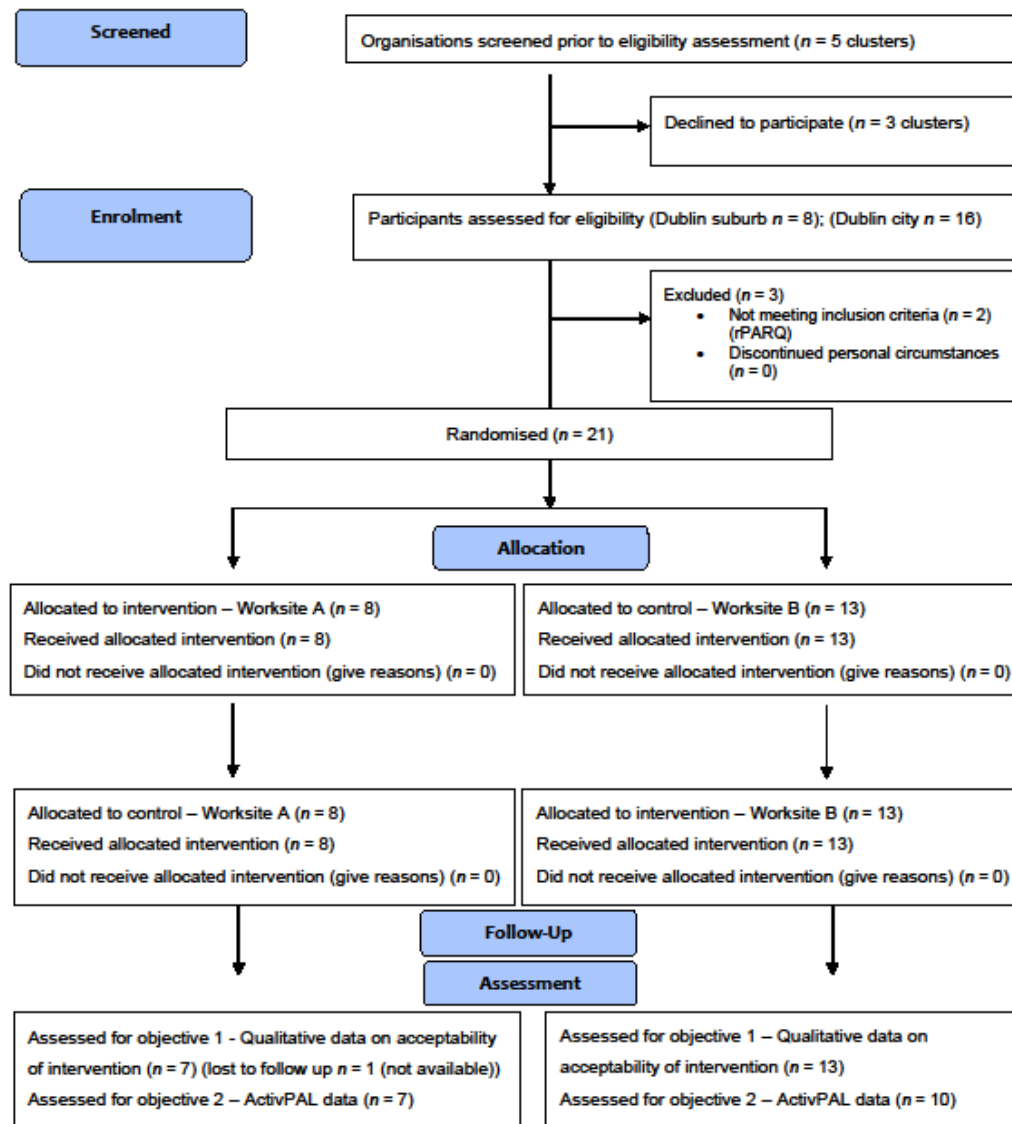 Screened
Organisations screened prior to eligibility assessment (n = 5 clusters)
Declined to participate (n = 3 clusters)
Enrolment
Participants assessed for eligibility (Dublin suburb n = 8); (Dublin city n = 16)
Excluded (n = 3)
• Not meeting inclusion criteria (n = 2)
(rPARQ)
• Discontinued personal circumstances
(n = 0)
Randomised (n = 21)
Allocation
Allocated to intervention – Worksite A (n = 8)
Received allocated intervention (n = 8)
Did not receive allocated intervention (give reasons) (n = 0)
Allocated to control – Worksite B (n = 13)
Received allocated intervention (n = 13)
Did not receive allocated intervention (give reasons) (n = 0)
Allocated to control – Worksite A (n = 8)
Received allocated intervention (n = 8)
Did not receive allocated intervention (give reasons) (n = 0)
Allocated to intervention – Worksite B (n = 13)
Received allocated intervention (n = 13)
Did not receive allocated intervention (give reasons) (n = 0)
Follow-Up
Assessment
Assessed for objective 1 - Qualitative data on acceptability
of intervention (n = 7) (lost to follow up n = 1 (not available))
Assessed for objective 2 – ActivPAL data (n = 7)
Assessed for objective 1 – Qualitative data on
acceptability of intervention (n = 13)
Assessed for objective 2 – ActivPAL data (n = 10)